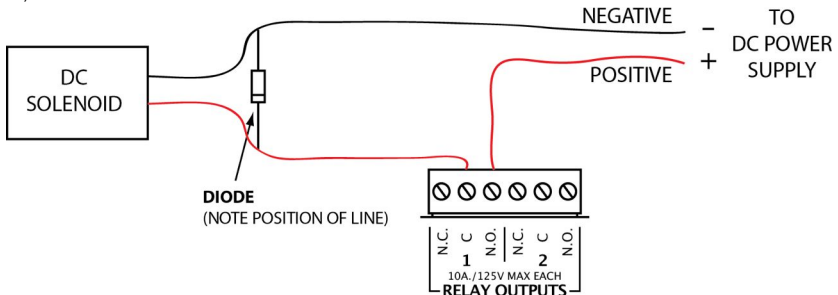 NEGATIVE
POSITIVE
–
+
TO
DC POWER
SUPPLY
DC
SOLENOID
DIODE
(NOTE POSITION OF LINE)
N.C. C N.O. N.C. C N.O.
1 2
10A./125V MAX EACH
RELAY OUTPUTS